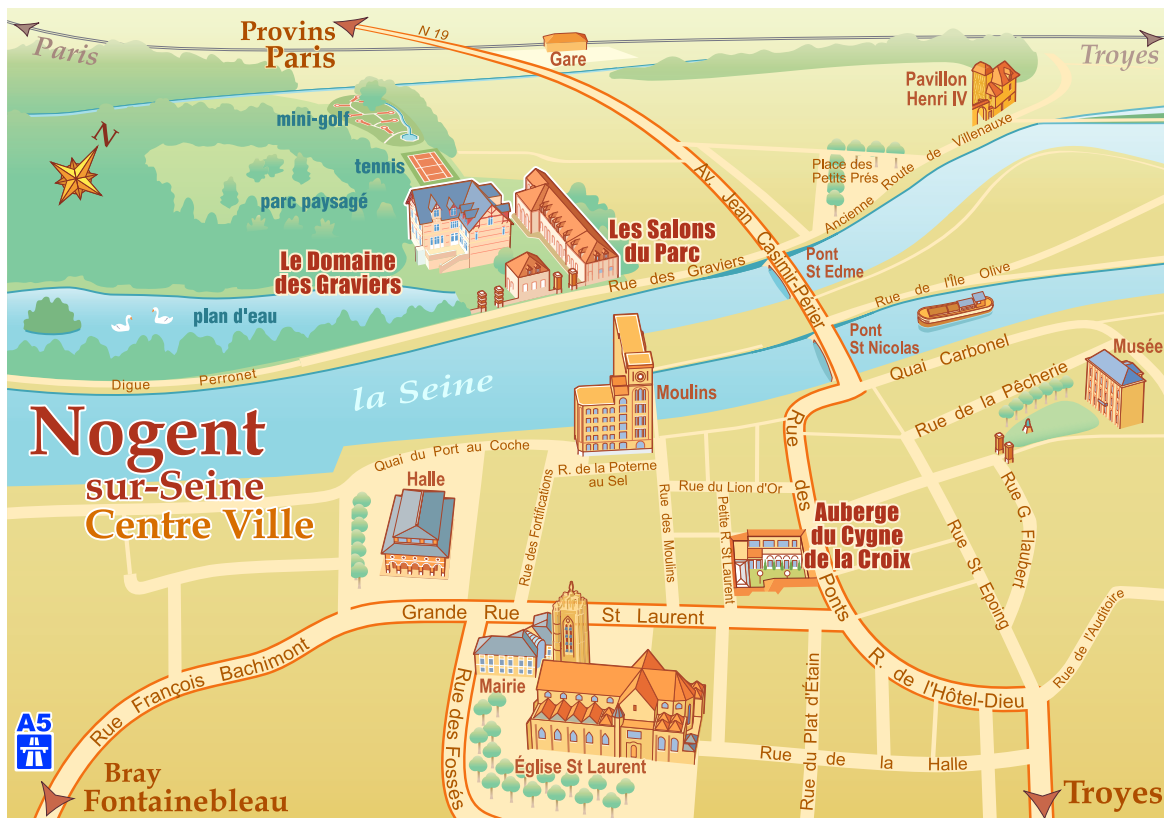 Paris
Provins
Paris
N 19
Gare
Troyes
Pavillon
Henri IV
mini-golf
N
tennis
parc paysagé
Av. Jean Casimir-Périer
Place des
Petits Prés
Ancienne Route de Villenauxe
Les Salons
du Parc
Le Domaine
des Graviers
Rue des Graviers
Pont
St Edme
plan d'eau
Rue de l'Île Olive
Pont
St Nicolas
Quai Carbonel
Musée
Digue Perronet
la Seine
Moulins
Rue de la Pêcherie
Nogent
sur-Seine
Centre Ville
Quai du Port au Coche
Halle
R. de la Poterne
au Sel
Rue des Fortifications
Rue des Moulins
Rue du Lion d'Or
Petite R. St Laurent
Rue des Ponts
Auberge
du Cygne
de la Croix
Rue St Epoing
Rue G. Flaubert
Rue de l'Auditoire
Grande Rue St Laurent
Rue François Bachimont
Mairie
Rue des Fossés
Église St Laurent
Rue du Plat d'Étain
R. de l'Hôtel-Dieu
Rue de la Halle
A5
Bray
Fontainebleau
Troyes